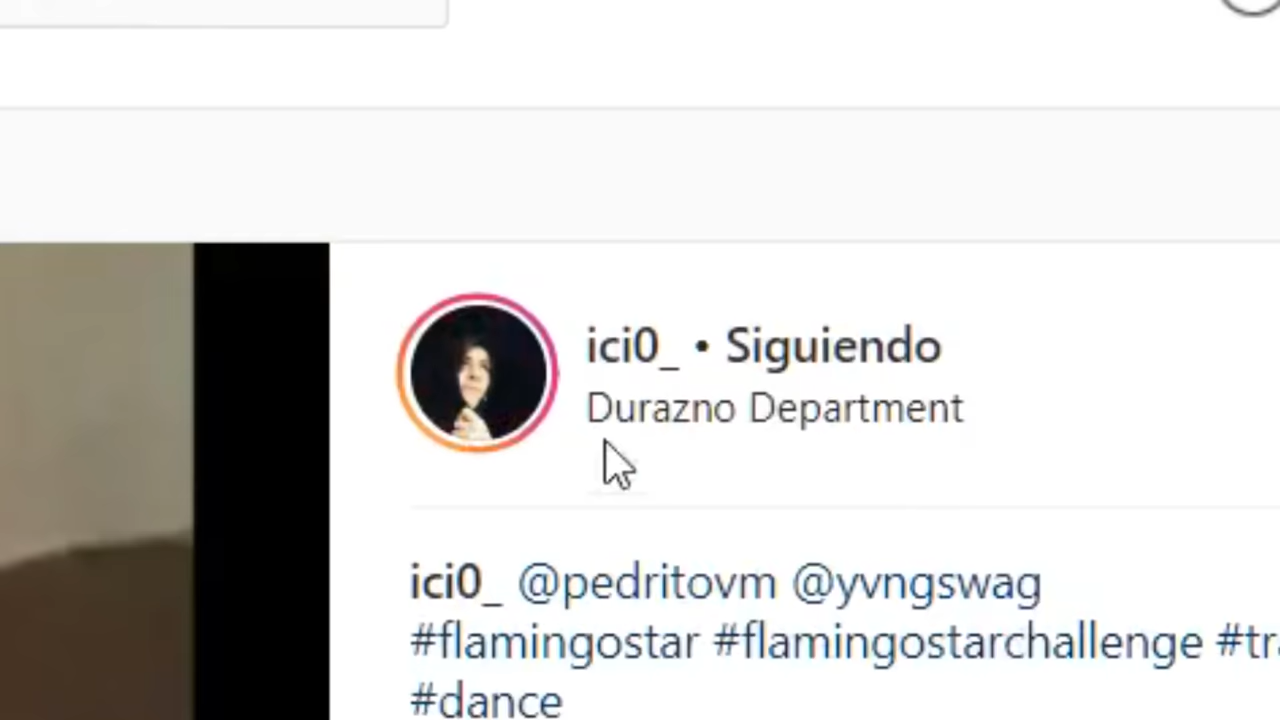 ici0_ • Siguiendo
Durazno Department
ici0_ @pedritovm @yvngswag
#flamingostar #flamingostarchallenge
#dance